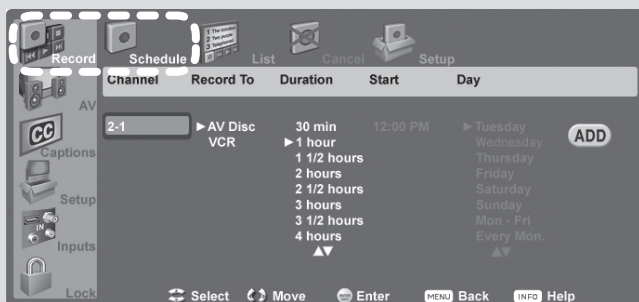 Record Schedule List Cancel Setup
Channel Record To Duration Start Day
AV
CC
Captions
Setup
IN
Inputs
Lock
2-1 ►AV Disc 30 min 12:00 PM ►Tuesday ADD
VCR ►1 hour Wednesday
1 1/2 hours Thursday
2 hours Friday
2 1/2 hours Saturday
3 hours Sunday
3 1/2 hours Mon - Fri
4 hours Every Mon.
▲▼ ▲▼
Select Move Enter MENU Back INFO Help